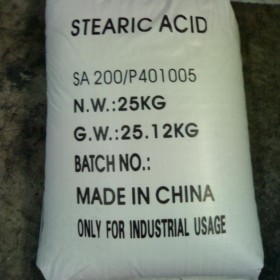 STEARIC ACID
SA 200/P401005
N.W.:25KG
G.W.:25.12KG
BATCH NO.:
MADE IN CHINA
ONLY FOR INDUSTRIAL USAGE